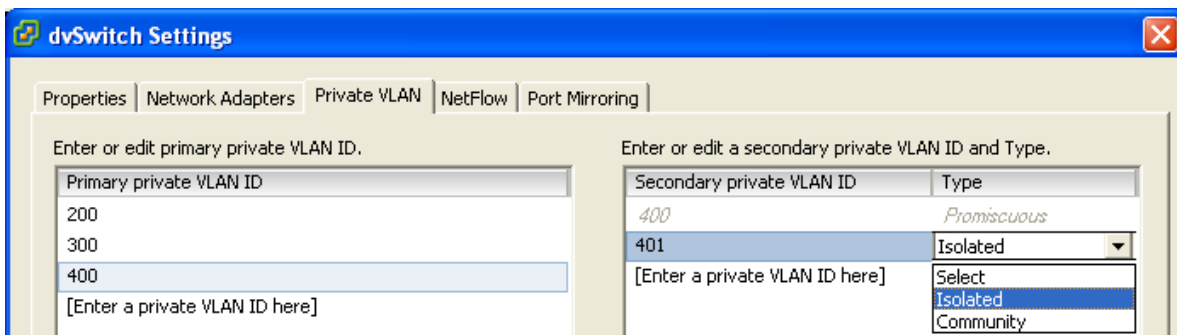 dvSwitch Settings
Properties Network Adapters Private VLAN NetFlow Port Mirroring
Enter or edit primary private VLAN ID.
Primary private VLAN ID
200
300
400
[Enter a private VLAN ID here]
Enter or edit a secondary private VLAN ID and Type.
Secondary private VLAN ID Type
400 Promiscuous
401 Isolated
[Enter a private VLAN ID here]
Select
Isolated
Community